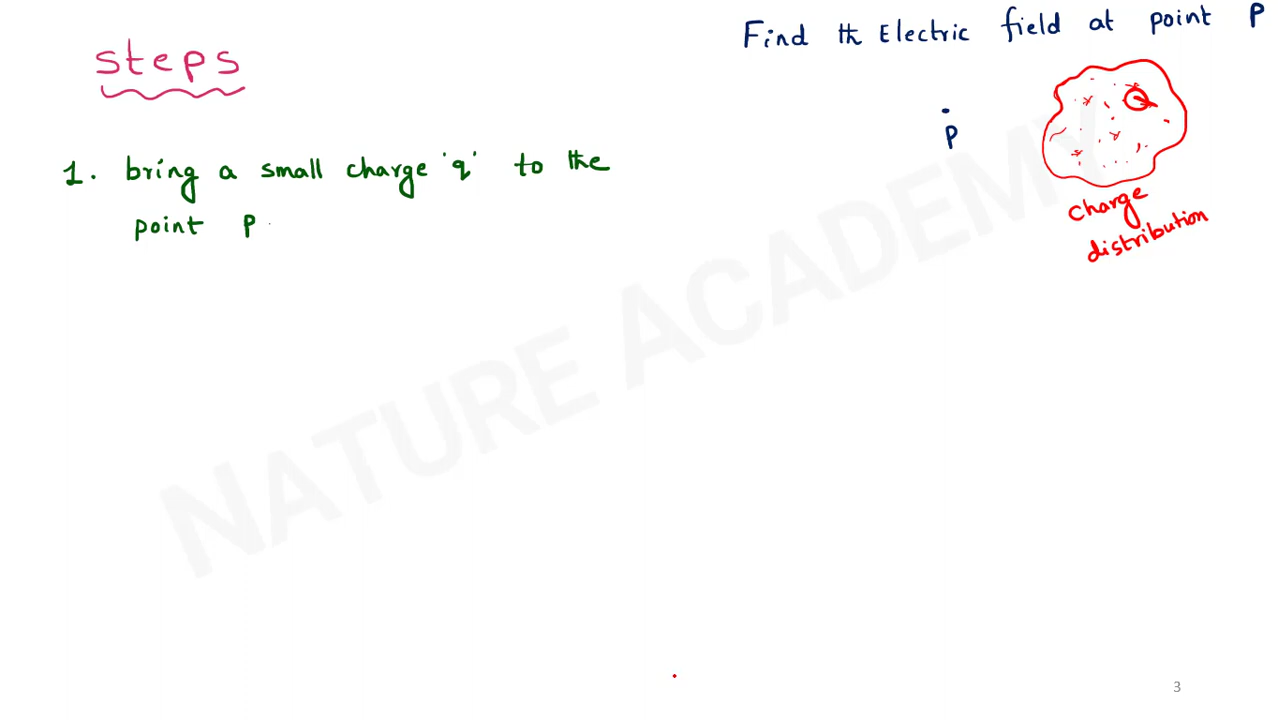 steps
Find th Electric field at point P
P
charge
distribution
1. bring a small charge 'q' to the
point P
NATURE ACADEMY
3